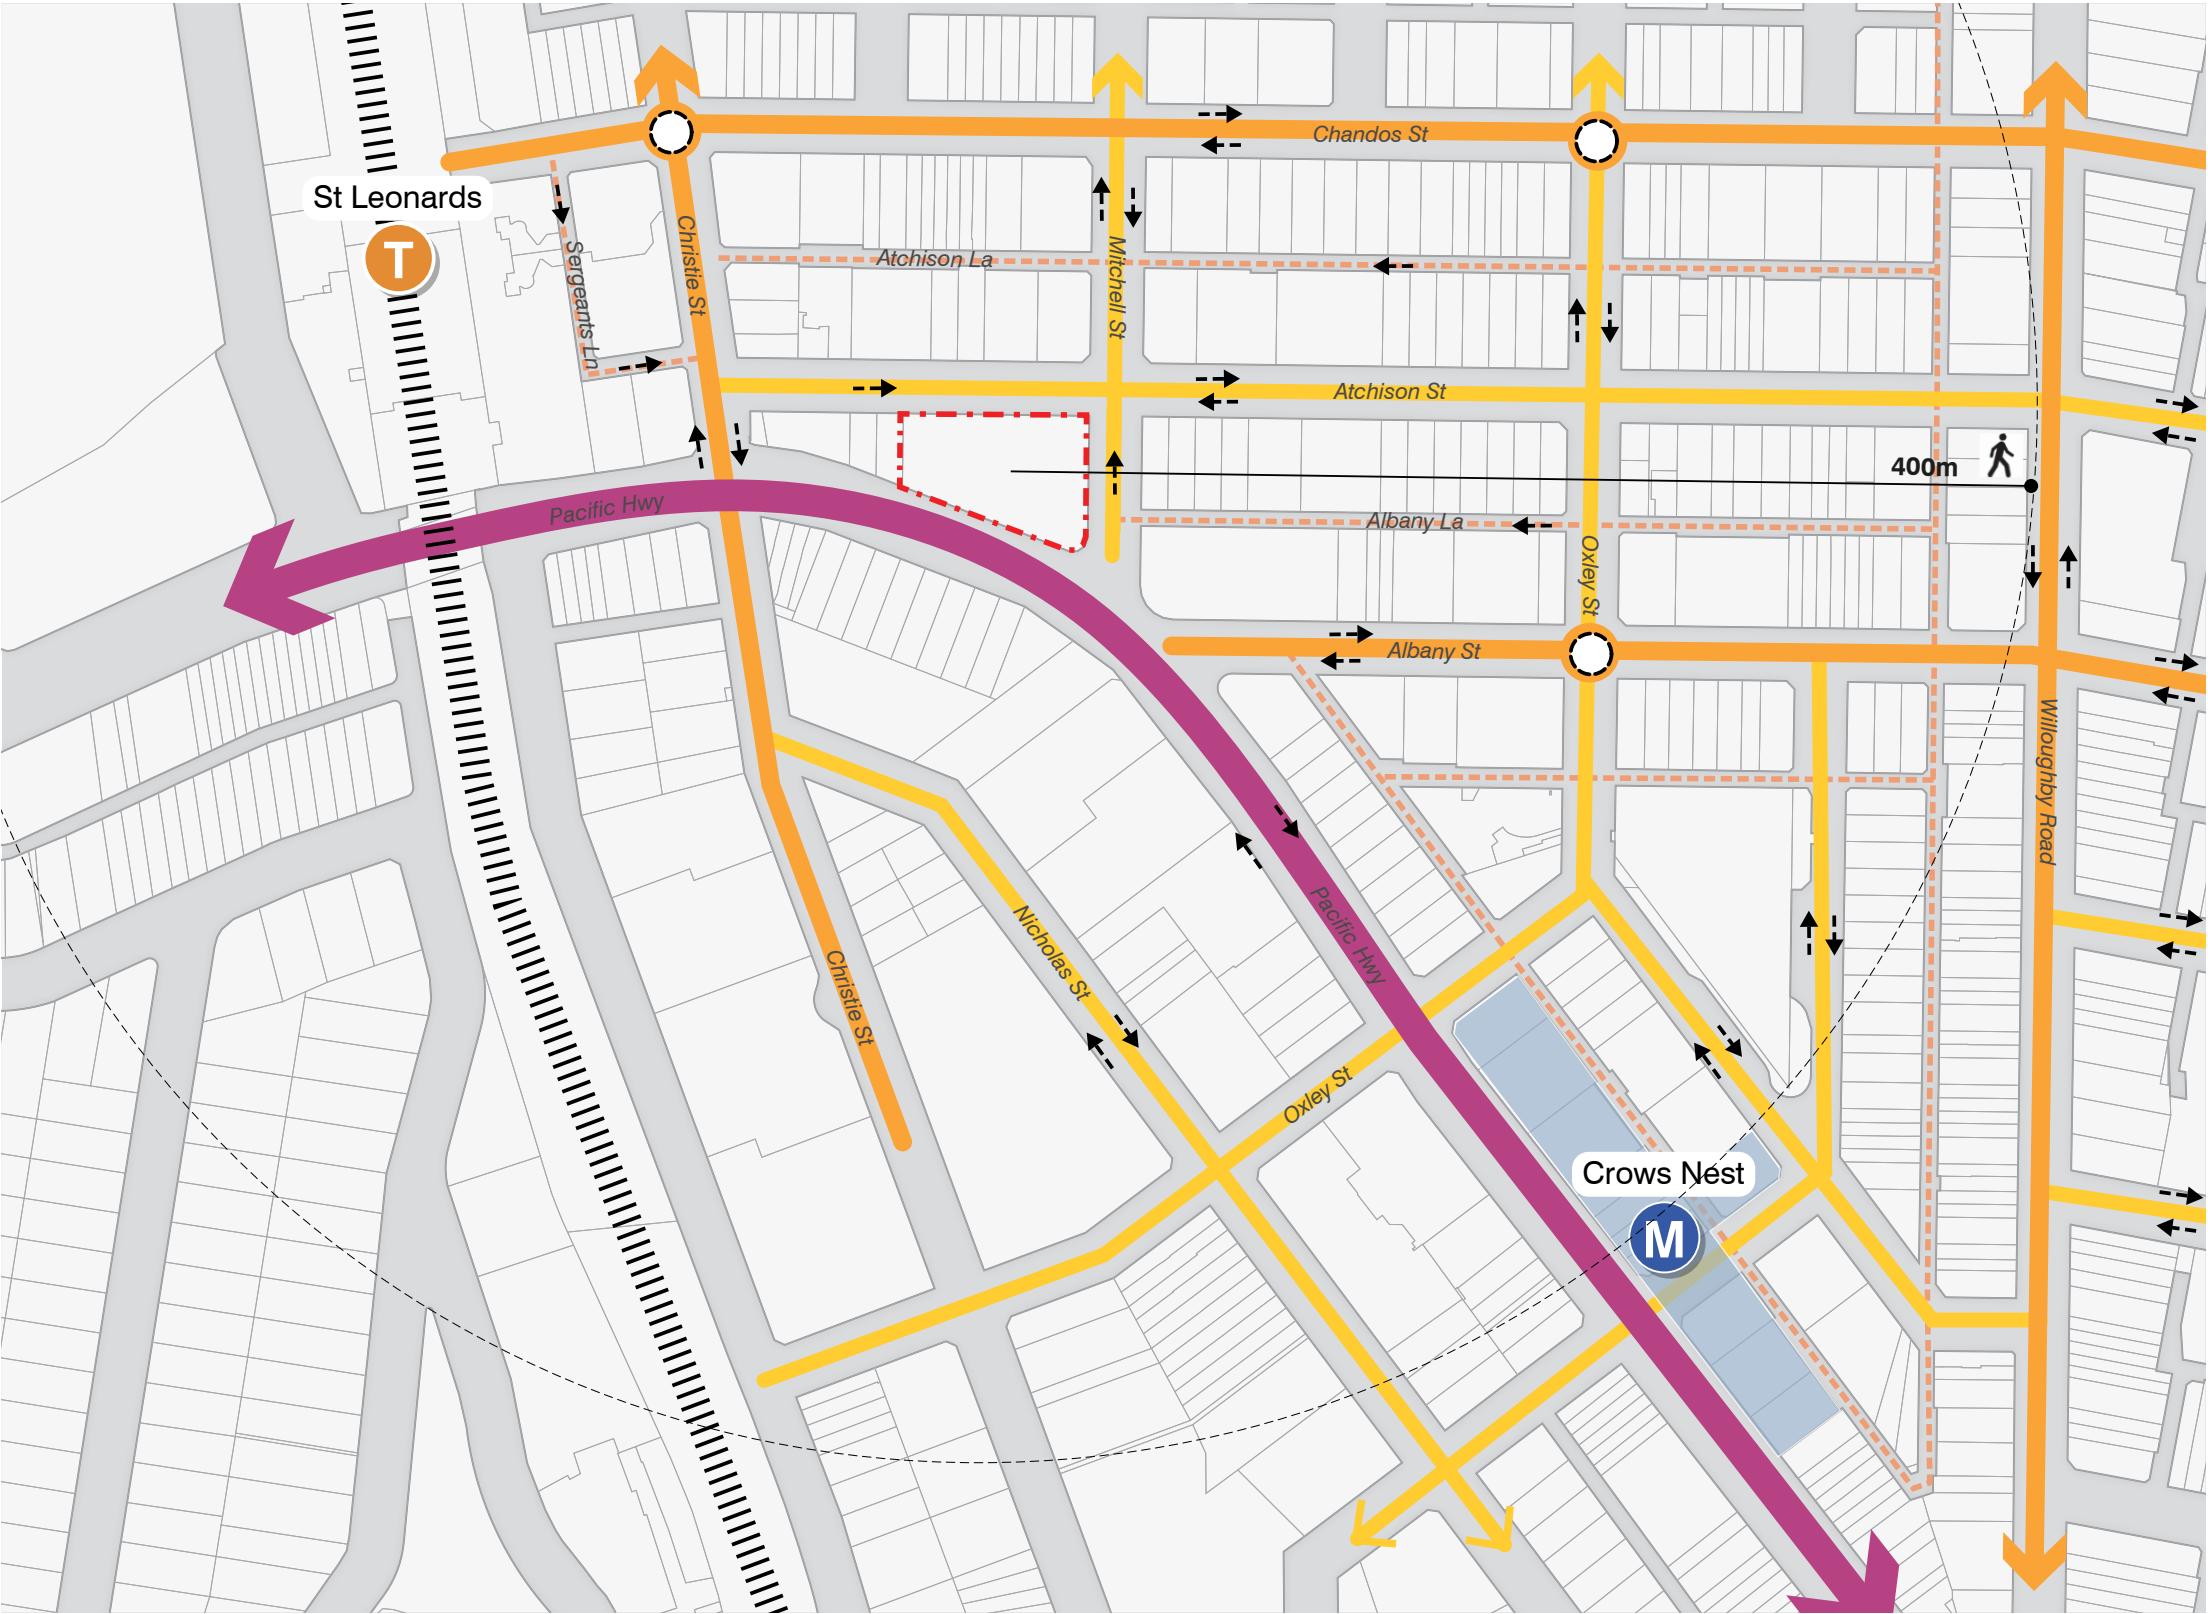 Chandos St
St Leonards
T
Christie St
Sergeants Ln
Atchison La
Mitchell St
Atchison St
400m
Pacific Hwy
Albany La
Oxley St
Albany St
Willoughby Road
Pacific Hwy
Nicholas St
Christie St
Oxley St
Crows Nest
M